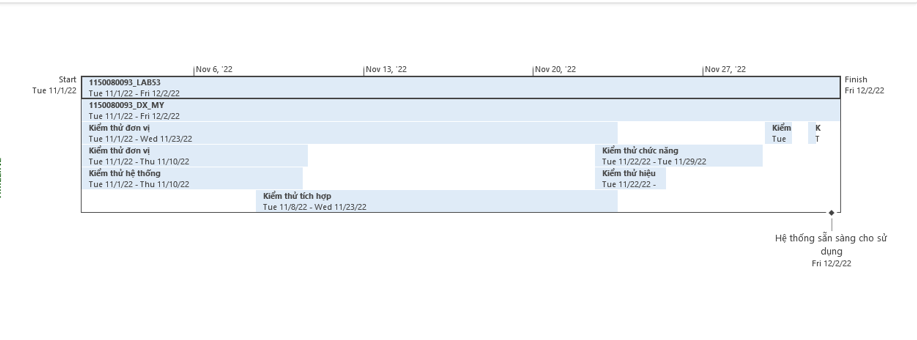 Nov 6, '22
Nov 13, '22
Nov 20, '22
Nov 27, '22
Start
Tue 11/1/22
Finish
Fri 12/2/22
1150080093_LAB53
Tue 11/1/22 - Fri 12/2/22
1150080093_DX_MY
Tue 11/1/22 - Fri 12/2/22
Kiểm thử đơn vị
Tue 11/1/22 - Wed 11/23/22
Kiểm
Tue
K
T
Kiểm thử đơn vị
Tue 11/1/22 - Thu 11/10/22
Kiểm thử chức năng
Tue 11/22/22 - Tue 11/29/22
Kiểm thử hệ thống
Tue 11/1/22 - Thu 11/10/22
Kiểm thử hiệu
Tue 11/22/22 -
Kiểm thử tích hợp
Tue 11/8/22 - Wed 11/23/22
Hệ thống sẵn sàng cho sử
dụng
Fri 12/2/22